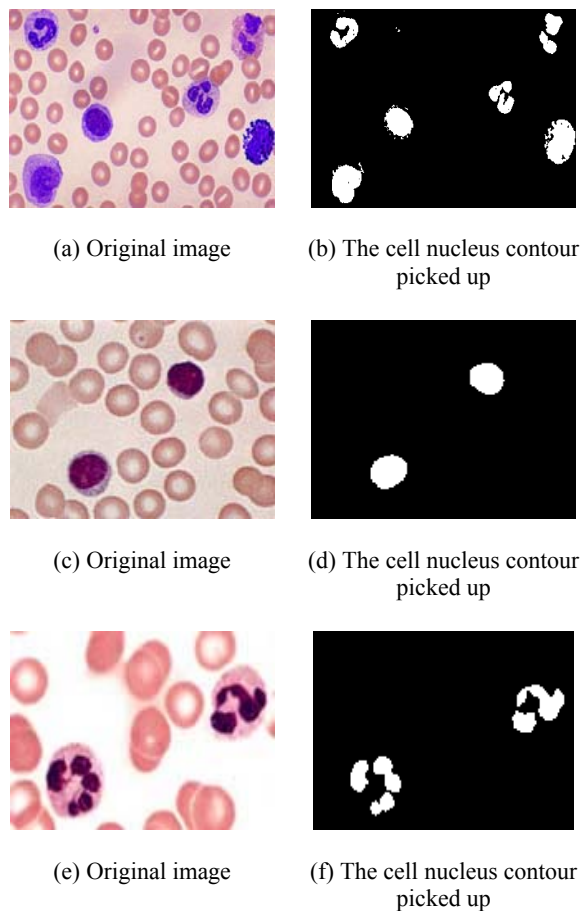 (a) Original image
(b) The cell nucleus contour
picked up
(c) Original image
(d) The cell nucleus contour
picked up
(e) Original image
(f) The cell nucleus contour
picked up